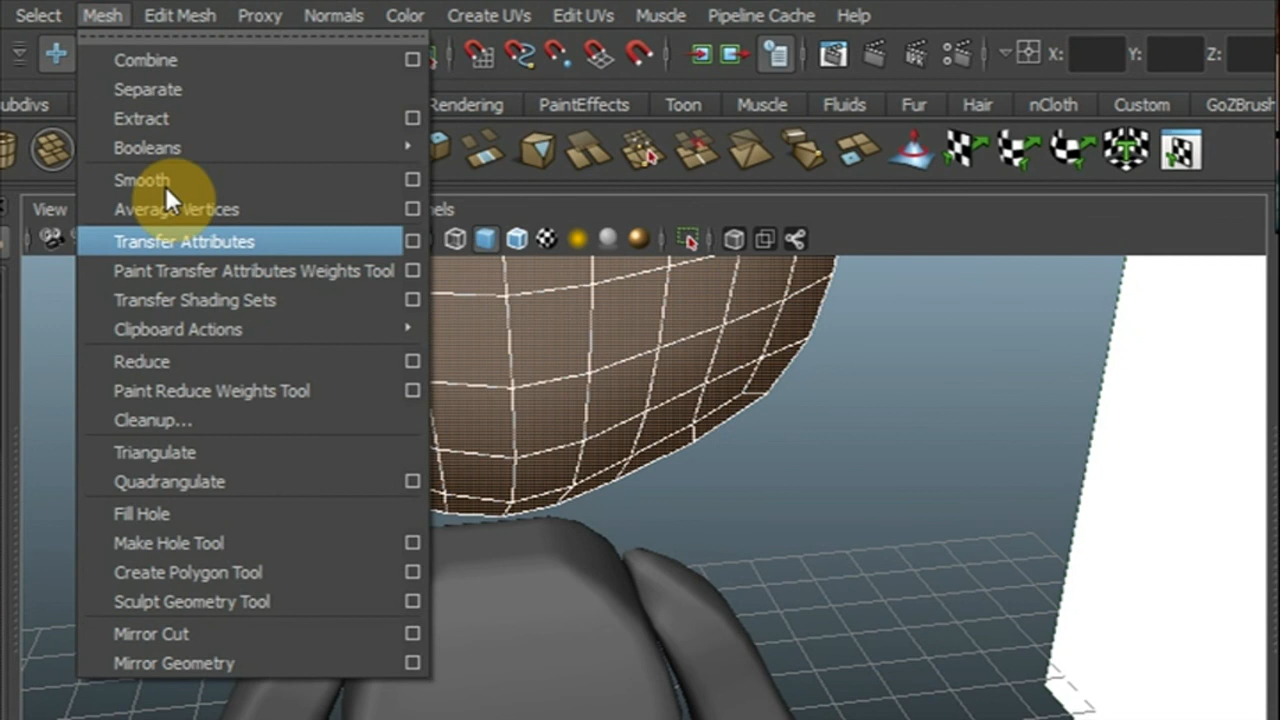 Select Mesh Edit Mesh Proxy Normals Color Create UVs Edit UVs Muscle Pipeline Cache Help
X: Y: Z:
ubdivs Rendering PaintEffects Toon Muscle Fluids Fur Hair nCloth Custom GoZBrush
View nels
Combine
Separate
Extract
Booleans
Smooth
Average Vertices
Transfer Attributes
Paint Transfer Attributes Weights Tool
Transfer Shading Sets
Clipboard Actions
Reduce
Paint Reduce Weights Tool
Cleanup...
Triangulate
Quadrangulate
Fill Hole
Make Hole Tool
Create Polygon Tool
Sculpt Geometry Tool
Mirror Cut
Mirror Geometry